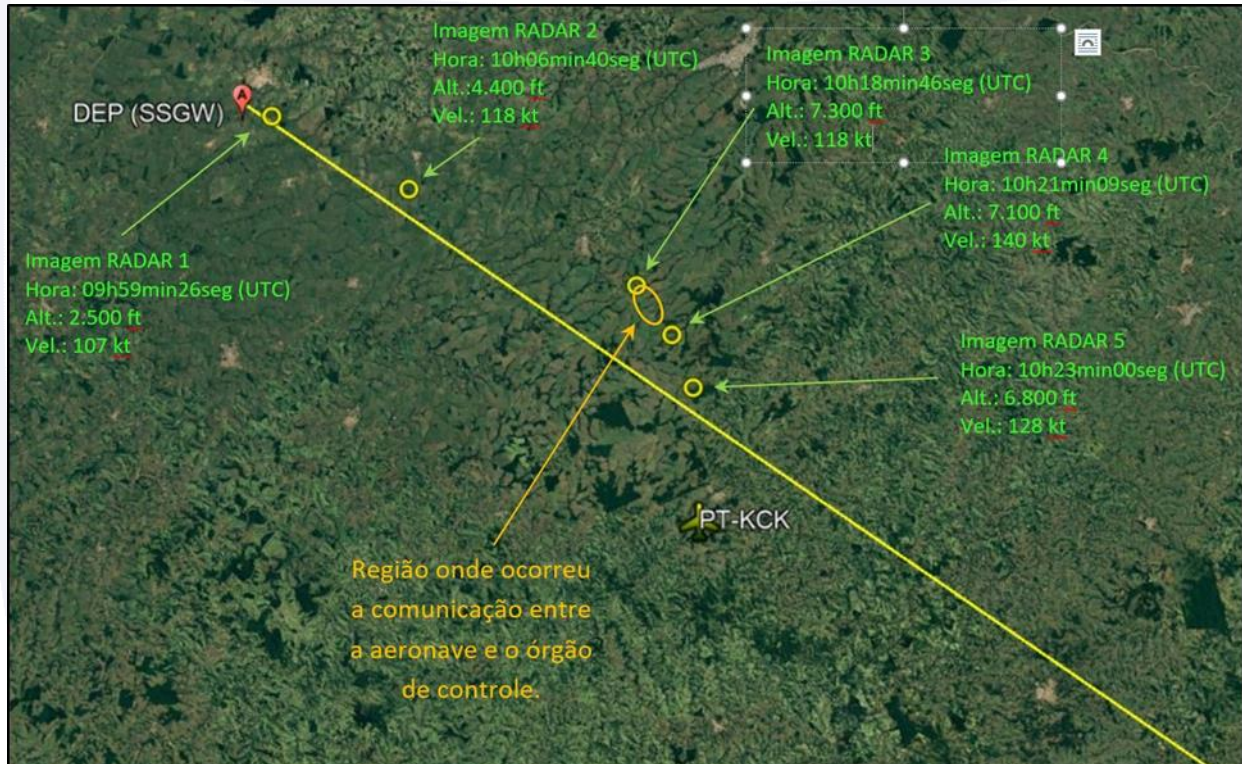 Imagem RADAR 2
Hora: 10h06min40seg (UTC)
Alt.:4.400 ft
Vel.: 118 kt
Imagem RADAR 3
Hora: 10h18min46seg (UTC)
Alt.: 7.300 ft
Vel.: 118 kt
A
DEP (SSGW)
Imagem RADAR 4
Hora: 10h21min09seg (UTC)
Alt.: 7.100 ft
Vel.: 140 kt
Imagem RADAR 1
Hora: 09h59min26seg (UTC)
Alt.: 2.500 ft
Vel.: 107 kt
Imagem RADAR 5
Hora: 10h23min00seg (UTC)
Alt.: 6.800 ft
Vel.: 128 kt
PT-KCK
Região onde ocorreu
a comunicação entre
a aeronave e o órgão
de controle.